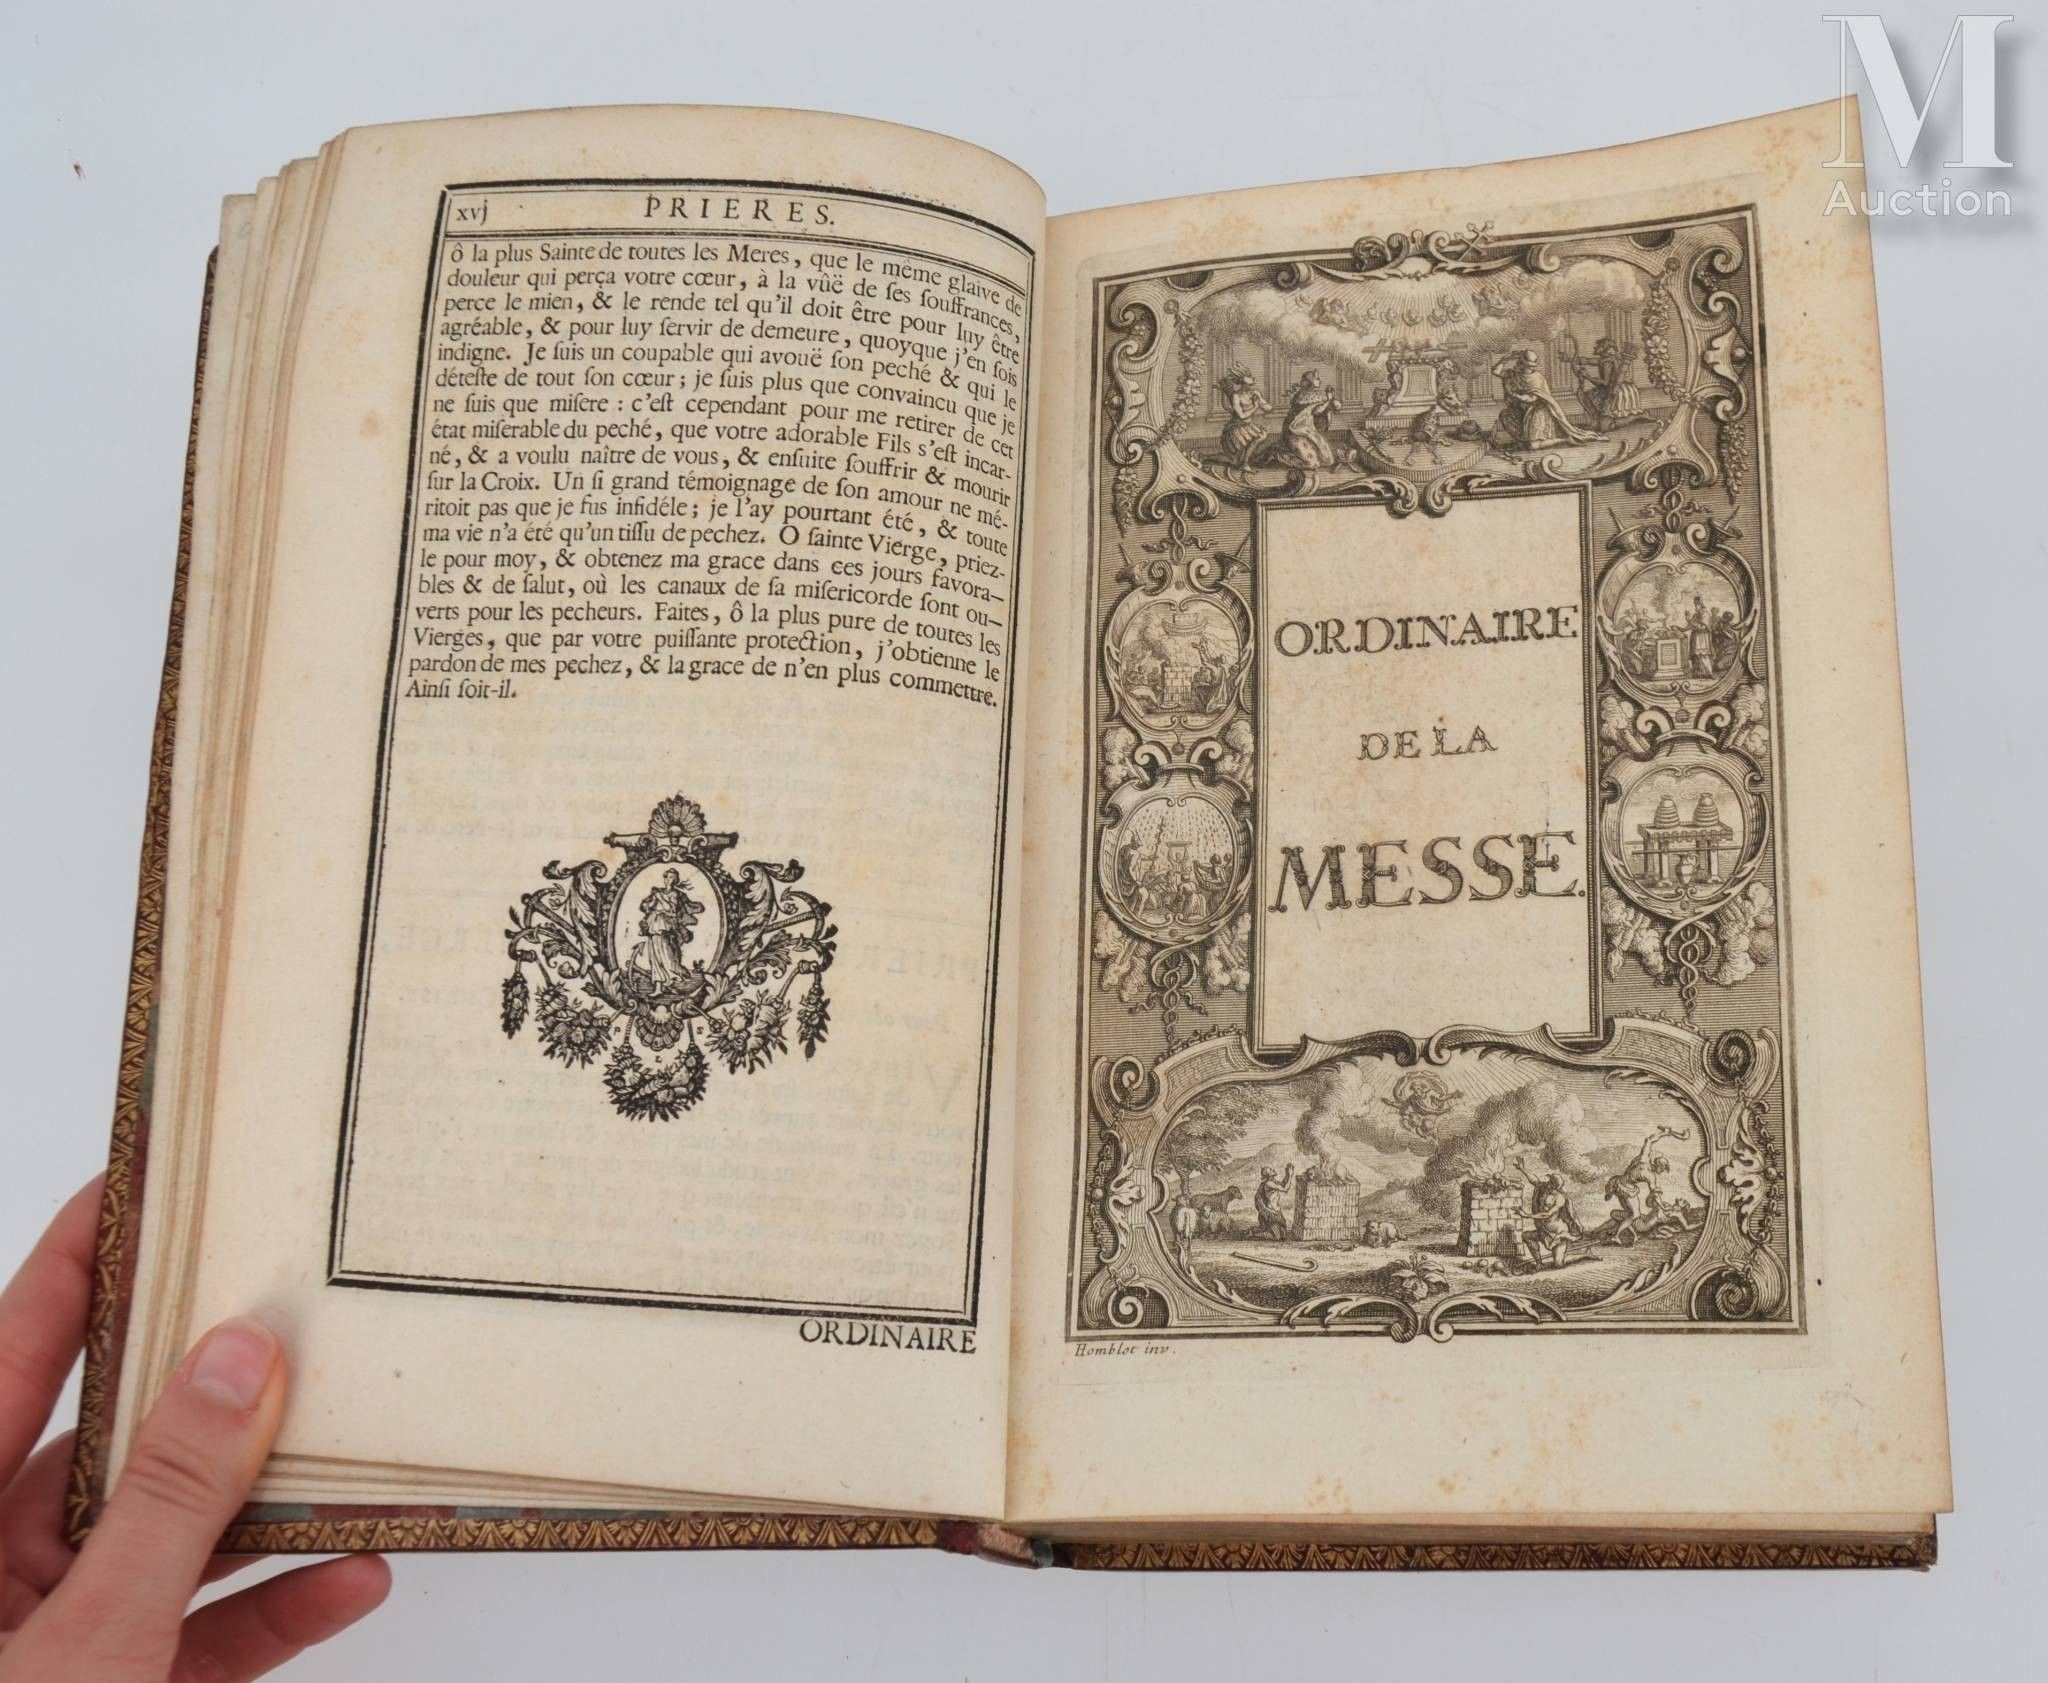 M
Auction
xvj PRIERES.
ô la plus Sainte de toutes les Meres, que le même glaive de
douleur qui perça votre cœur, à la vûë de ses souffrances,
perce le mien, & le rende tel qu'il doit être pour luy être
agréable, & pour luy servir de demeure, quoyque j'en sois
indigne. Je suis un coupable qui avouë son peché & qui le
déteste de tout son cœur; je suis plus que convaincu que je
ne suis que misere : c'est cependant pour me retirer de cet
état miserable du peché, que votre adorable Fils s'est incar-
né, & a voulu naître de vous, & ensuite souffrir & mourir
sur la Croix. Un si grand témoignage de son amour ne mé-
ritoit pas que je fus infidéle; je l'ay pourtant été, & toute
ma vie n'a été qu'un tissu de pechez. O sainte Vierge, priez-
le pour moy, & obtenez ma grace dans ces jours favora-
bles & de salut, où les canaux de sa misericorde sont ou-
verts pour les pecheurs. Faites, ô la plus pure de toutes les
Vierges, que par votre puissante protection, j'obtienne le
pardon de mes pechez, & la grace de n'en plus commettre.
Ainsi soit-il.
ORDINAIRE
ORDINAIRE
DE LA
MESSE.
Homblot inv.